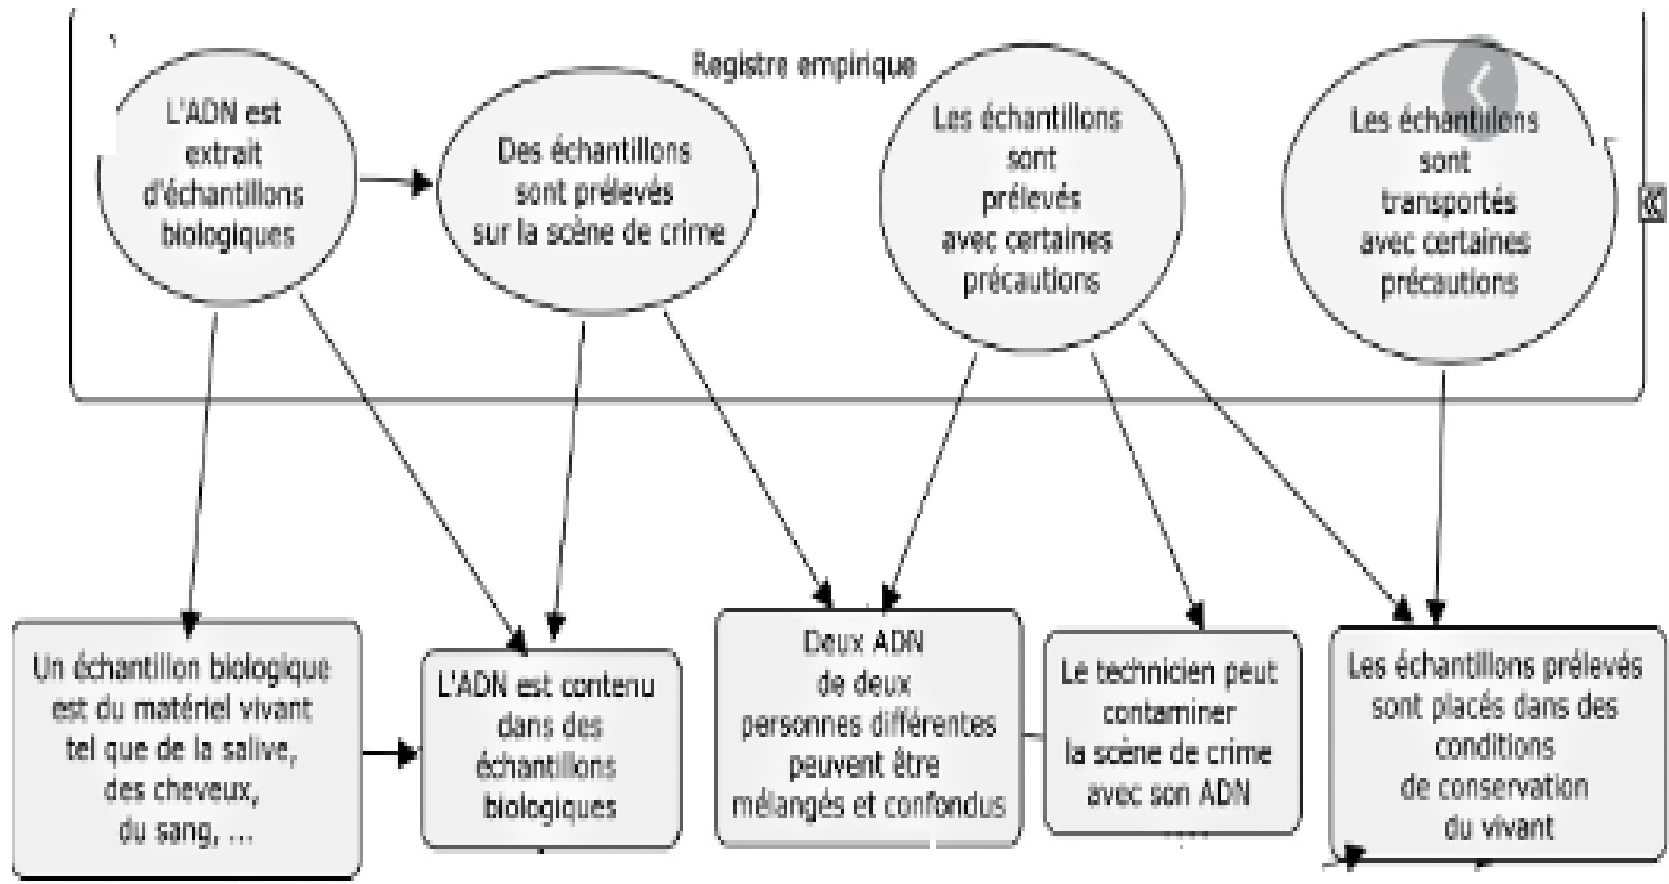 Registre empirique
L'ADN est
extrait
d'échantillons
biologiques
Des échantillons
sont prélevés
sur la scène de crime
Les échantillons
sont
prélevés
avec certaines
précautions
Les échantillons
sont
transportés
avec certaines
précautions
Un échantillon biologique
est du matériel vivant
tel que de la salive,
des cheveux,
du sang, ...
L'ADN est contenu
dans des
échantillons
biologiques
Deux ADN
de deux
personnes différentes
peuvent être
mélangés et confondus
Le technicien peut
contaminer
la scène de crime
avec son ADN
Les échantillons prélevés
sont placés dans des
conditions
de conservation
du vivant